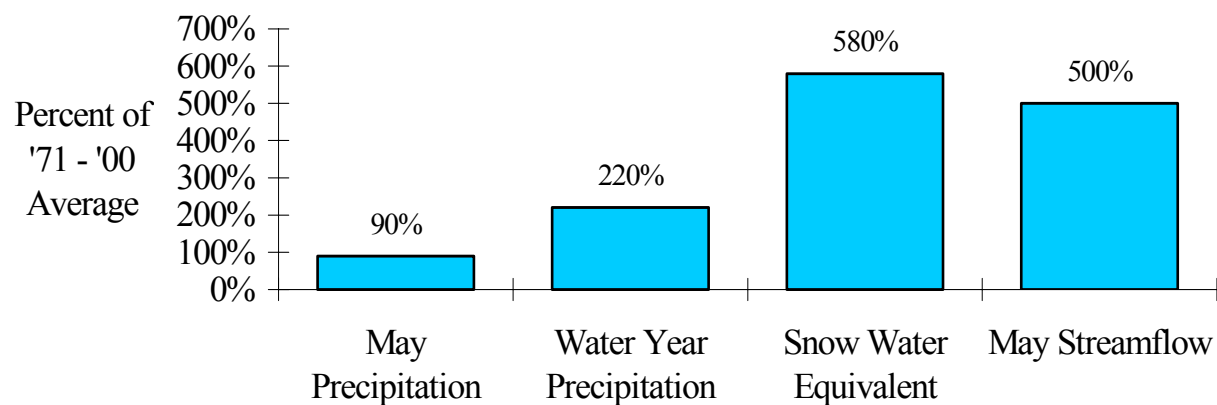 Percent of
'71 - '00
Average
700%
600%
500%
400%
300%
200%
100%
0%
90%
220%
580%
500%
May
Precipitation
Water Year
Precipitation
Snow Water
Equivalent
May Streamflow